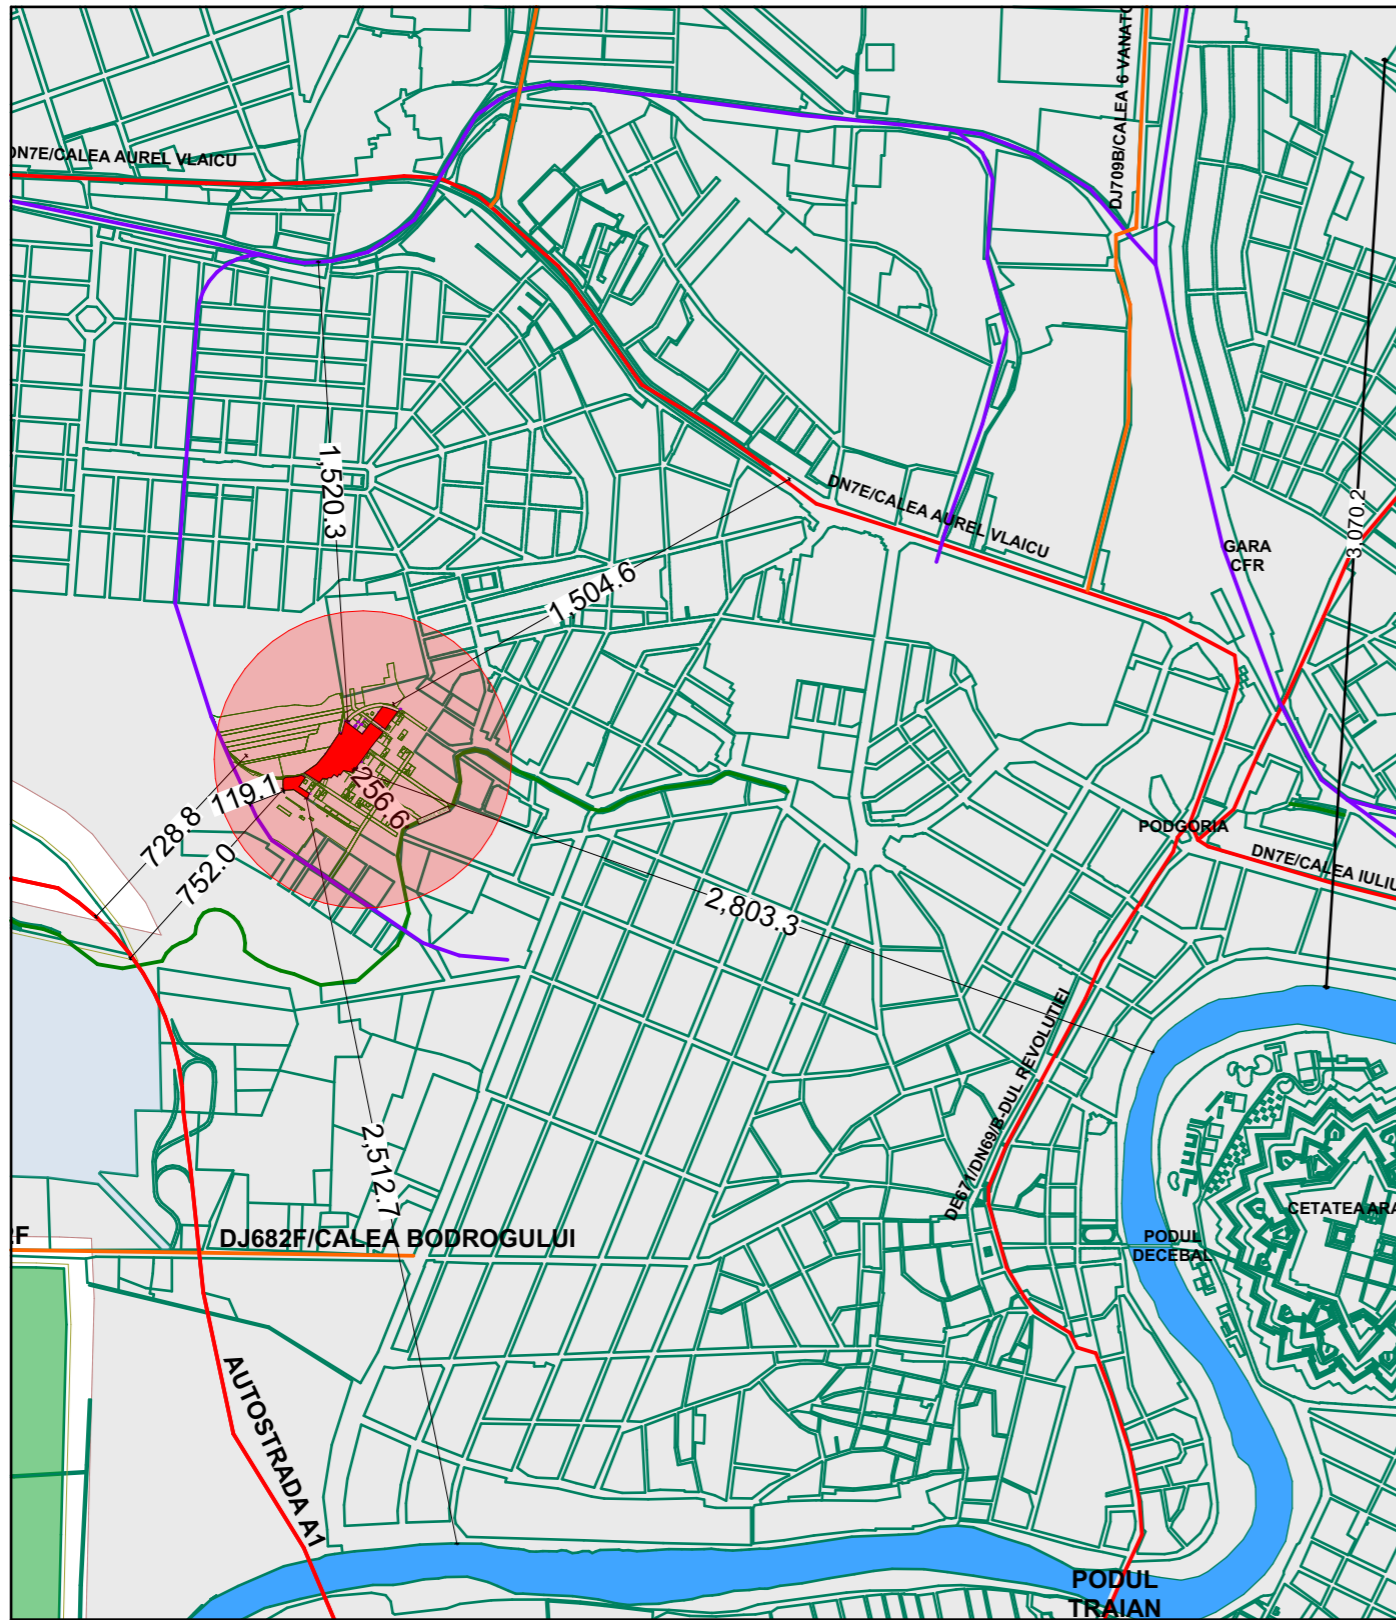 DJ709B/CALEA 6 VANATO
DN7E/CALEA AUREL VLAICU
1,520.3
3,070.2
DN7E/CALEA AUREL VLAICU
GARA
CFR
1,504.6
256.6
119.1
728.8
752.0
PODGORIA
DN7E/CALEA IULIU
2,803.3
DE671/DN69/B-DUL REVOLUTIEI
2,512.7
CETATEA ARA
F
DJ682F/CALEA BODROGULUI
PODUL
DECEBAL
AUTOSTRADA A1
PODUL
TRAIAN